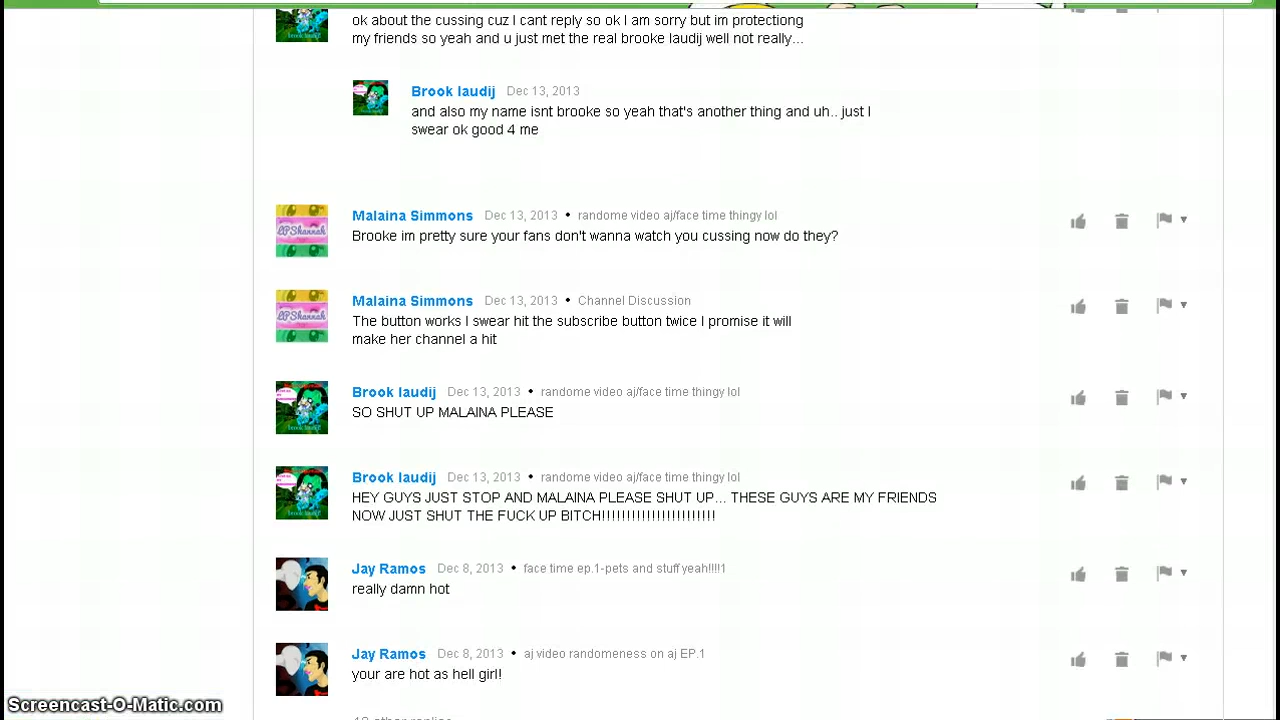 ok about the cussing cuz I cant reply so ok I am sorry but im protectiong
my friends so yeah and u just met the real brooke laudij well not really...
Brook laudij Dec 13, 2013
and also my name isnt brooke so yeah that's another thing and uh.. just I
swear ok good 4 me
Malaina Simmons Dec 13, 2013 • randome video aj/face time thingy lol
Brooke im pretty sure your fans don't wanna watch you cussing now do they?
Malaina Simmons Dec 13, 2013 • Channel Discussion
The button works I swear hit the subscribe button twice I promise it will
make her channel a hit
Brook laudij Dec 13, 2013 • randome video aj/face time thingy lol
SO SHUT UP MALAINA PLEASE
Brook laudij Dec 13, 2013 • randome video aj/face time thingy lol
HEY GUYS JUST STOP AND MALAINA PLEASE SHUT UP... THESE GUYS ARE MY FRIENDS
NOW JUST SHUT THE FUCK UP BITCH!!!!!!!!!!!!!!!!!!!!!!!
Jay Ramos Dec 8, 2013 • face time ep.1-pets and stuff yeah!!!!1
really damn hot
Jay Ramos Dec 8, 2013 • aj video randomeness on aj EP.1
your are hot as hell girl!
Screencast-O-Matic.com